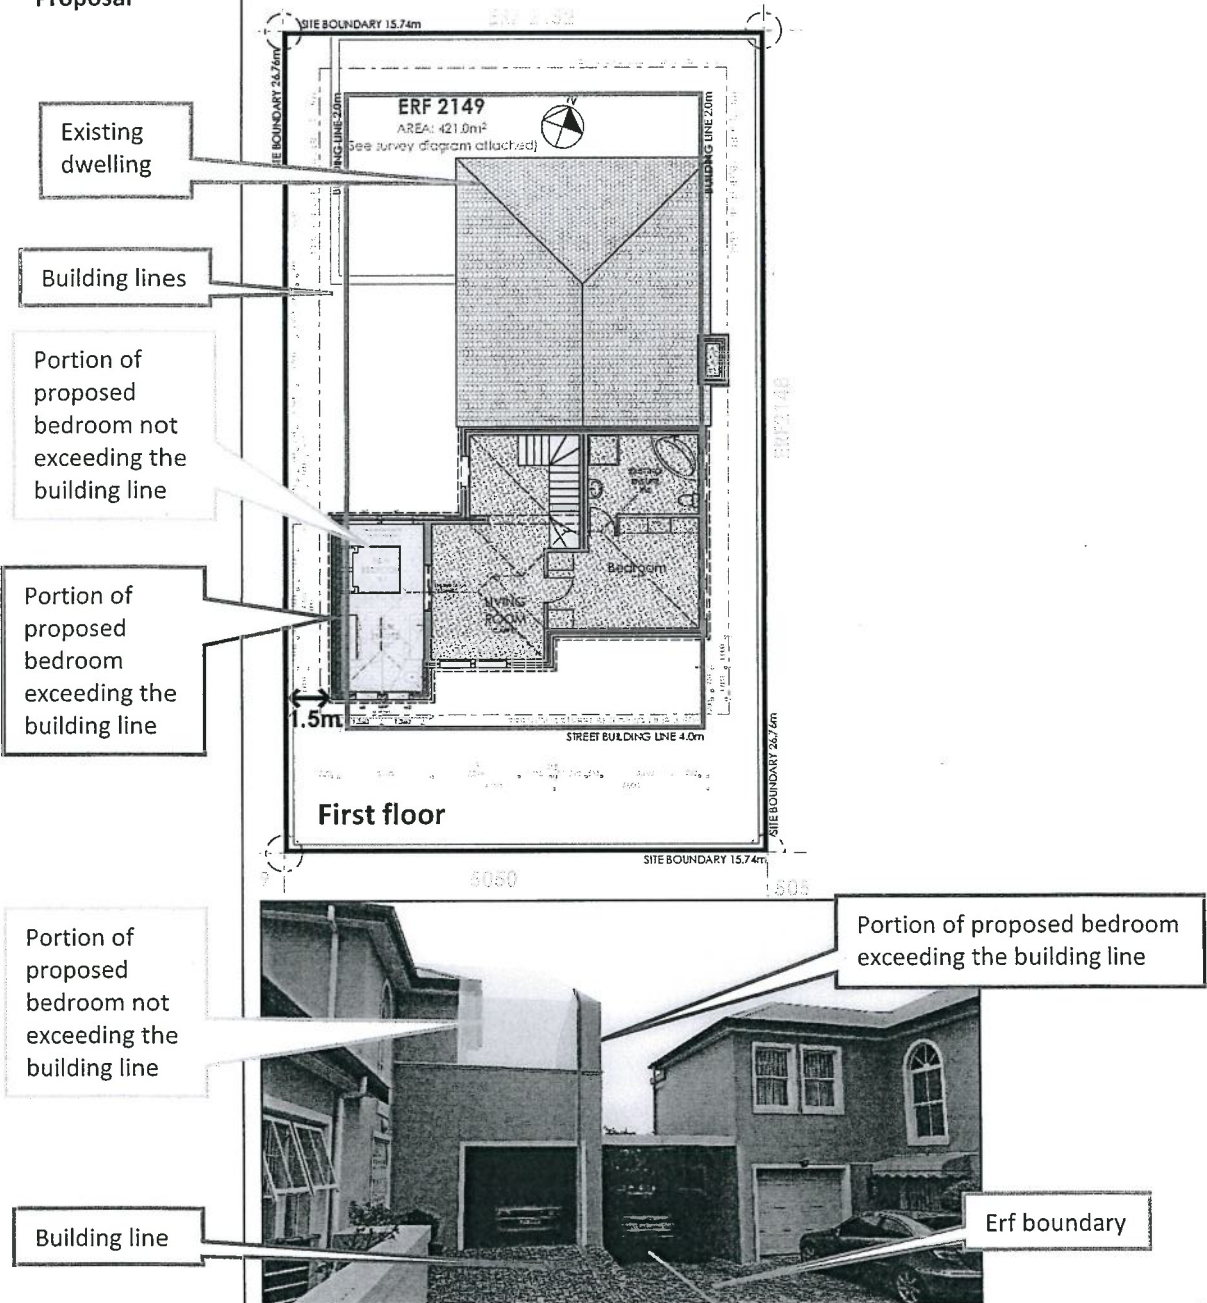 Proposal
SITE BOUNDARY 15.74m
SITE BOUNDARY 26.76m
BUILDING LINE 2.0m
BUILDING LINE 2.0m
ERF 2149
AREA: 421.0m²
(See survey diagram attached)
N
Existing
dwelling
Building lines
Portion of
proposed
bedroom not
exceeding the
building line
ERF2148
Bedroom
LIVING
ROOM
Portion of
proposed
bedroom
exceeding the
building line
1.5m
STREET BUILDING LINE 4.0m
SITE BOUNDARY 26.76m
First floor
SITE BOUNDARY 15.74m
9
5050
505
Portion of
proposed
bedroom not
exceeding the
building line
Portion of proposed bedroom
exceeding the building line
Building line
Erf boundary